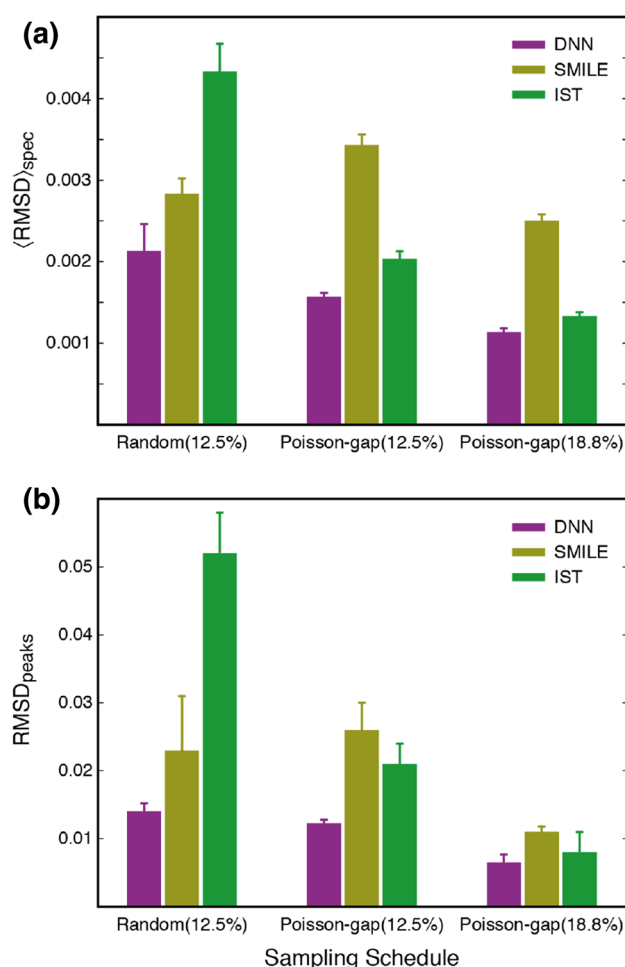 (a)
DNN
SMILE
IST
0.004
0.003
0.002
0.001
⟨RMSD⟩spec
Random(12.5%) Poisson-gap(12.5%) Poisson-gap(18.8%)
(b)
DNN
SMILE
IST
0.05
0.04
0.03
0.02
0.01
RMSDpeaks
Random(12.5%) Poisson-gap(12.5%) Poisson-gap(18.8%)
Sampling Schedule